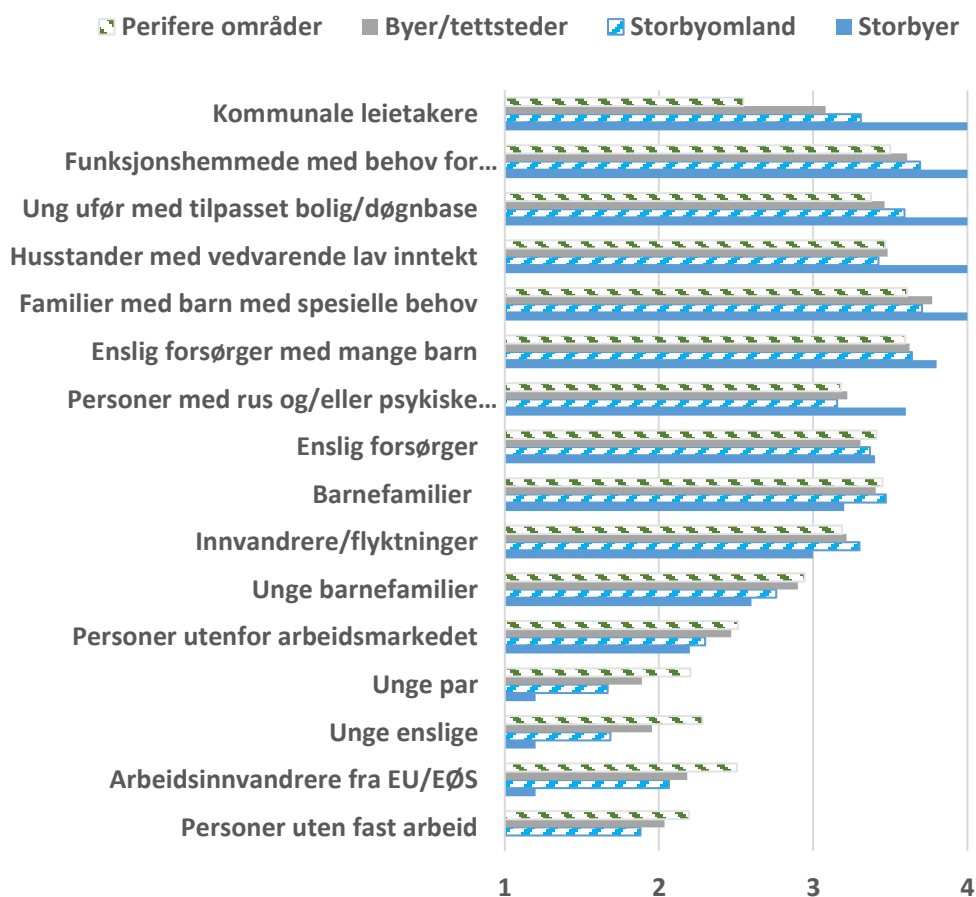 Perifere områder Byer/tettsteder Storbyomland Storbyer
Kommunale leietakere
Funksjonshemmede med behov for...
Ung ufør med tilpasset bolig/døgnbase
Husstander med vedvarende lav inntekt
Familier med barn med spesielle behov
Enslig forsørger med mange barn
Personer med rus og/eller psykiske...
Enslig forsørger
Barnefamilier
Innvandrere/flyktninger
Unge barnefamilier
Personer utenfor arbeidsmarkedet
Unge par
Unge enslige
Arbeidsinnvandrere fra EU/EØS
Personer uten fast arbeid
1 2 3 4